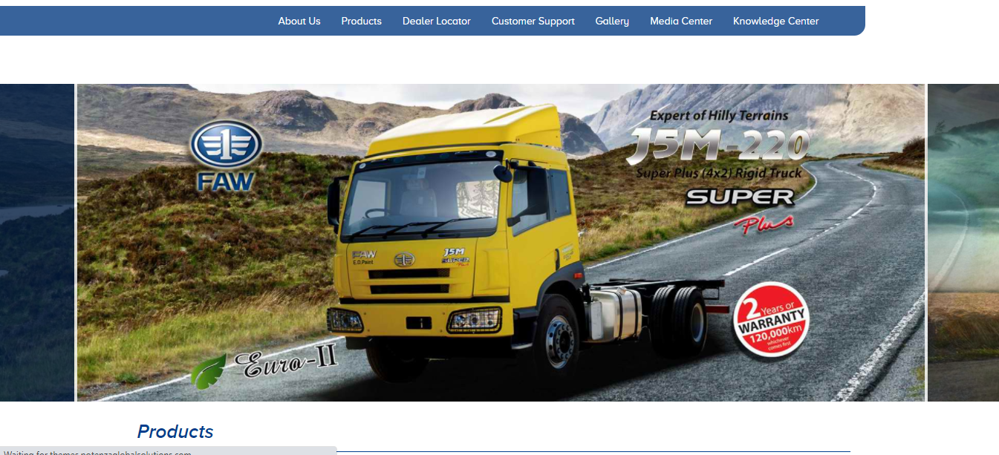 About Us Products Dealer Locator Customer Support Gallery Media Center Knowledge Center
FAW
Expert of Hilly Terrains
J5M-220
Super Plus (4x2) Rigid Truck
SUPER
Plus
FAW
E.D.Paint
J5M
SUPER
Plus
2 Years or
WARRANTY
120,000km
whichever
comes first
Euro-II
Products
Waiting for themes.potenzaglobalsolutions.com